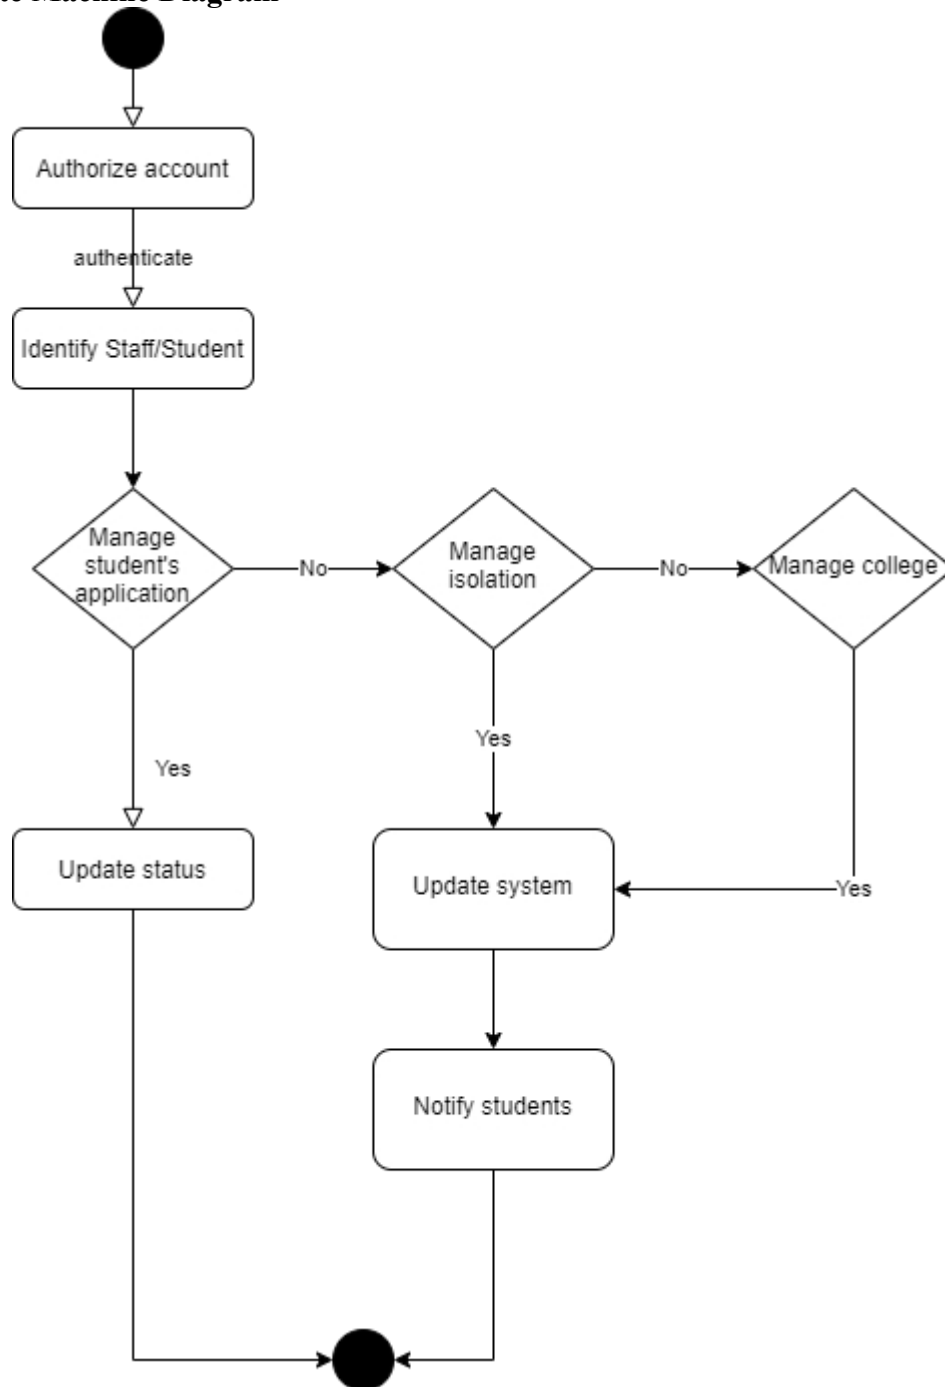 Diagram
Authorize account
authenticate
Identify Staff/Student
Manage
student's
application
No
Manage
isolation
No
Manage college
Yes
Yes
Update status
Update system
Yes
Notify students